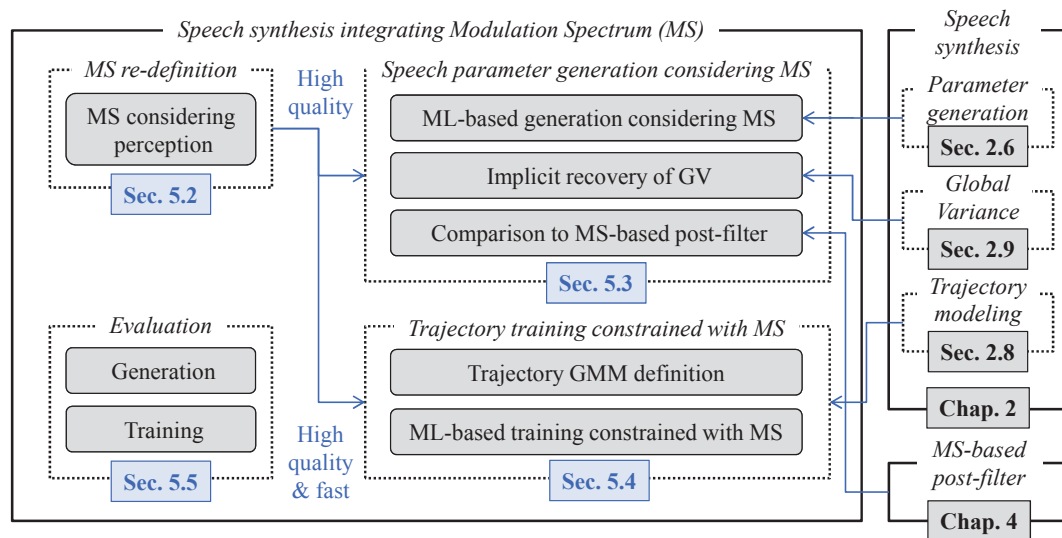 Speech synthesis integrating Modulation Spectrum (MS)
MS re-definition
MS considering
perception
Sec. 5.2
High
quality
Speech parameter generation considering MS
ML-based generation considering MS
Implicit recovery of GV
Comparison to MS-based post-filter
Sec. 5.3
Evaluation
Generation
Training
Sec. 5.5
High
quality
& fast
Trajectory training constrained with MS
Trajectory GMM definition
ML-based training constrained with MS
Sec. 5.4
Speech
synthesis
Parameter
generation
Sec. 2.6
Global
Variance
Sec. 2.9
Trajectory
modeling
Sec. 2.8
Chap. 2
MS-based
post-filter
Chap. 4